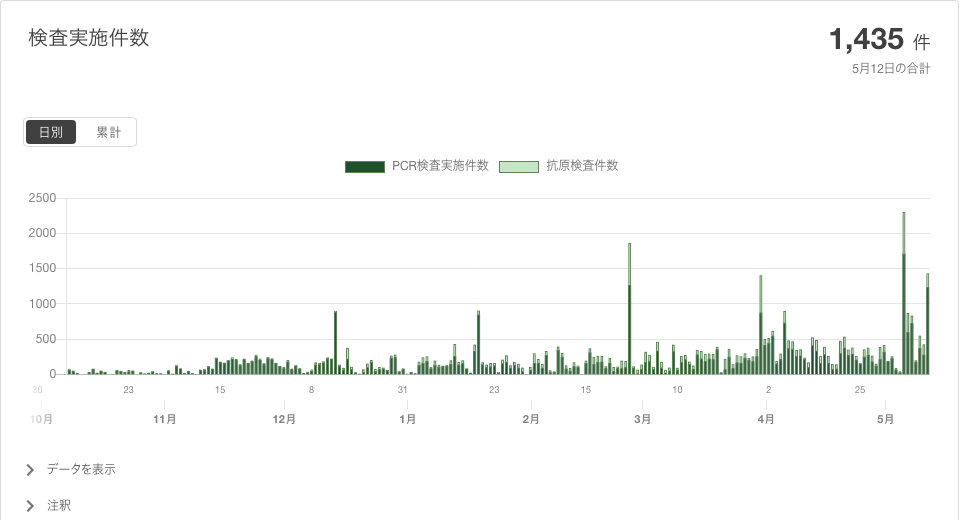 検査実施件数
1,435 件
5月12日の合計
日別 累計
PCR検査実施件数 抗原検査件数
2500
2000
1500
1000
500
0
30 23 15 8 31 23 15 10 2 25
10月 11月 12月 1月 2月 3月 4月 5月
データを表示
注釈